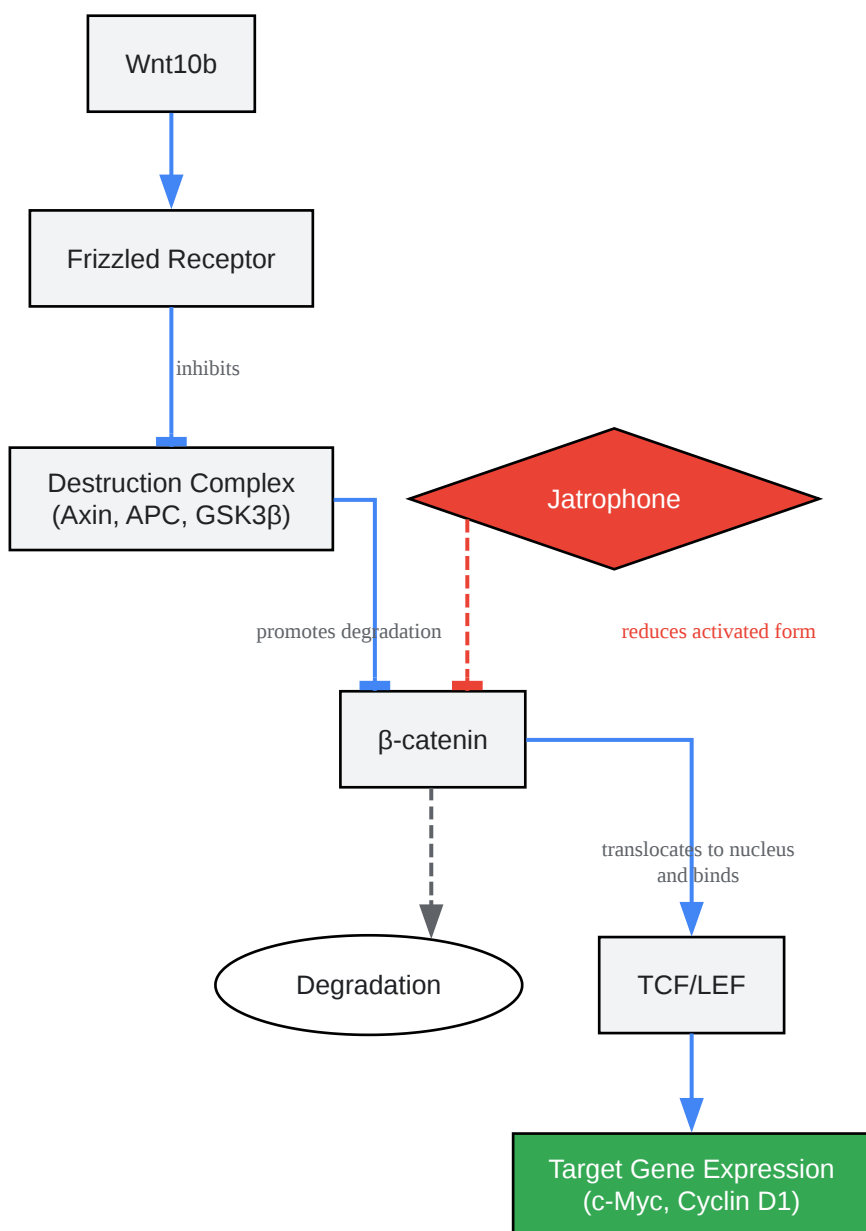 Wnt10b
Frizzled Receptor
inhibits
Destruction Complex
(Axin, APC, GSK3β)
Jatrophone
promotes degradation
reduces activated form
β-catenin
translocates to nucleus
and binds
Degradation
TCF/LEF
Target Gene Expression
(c-Myc, Cyclin D1)